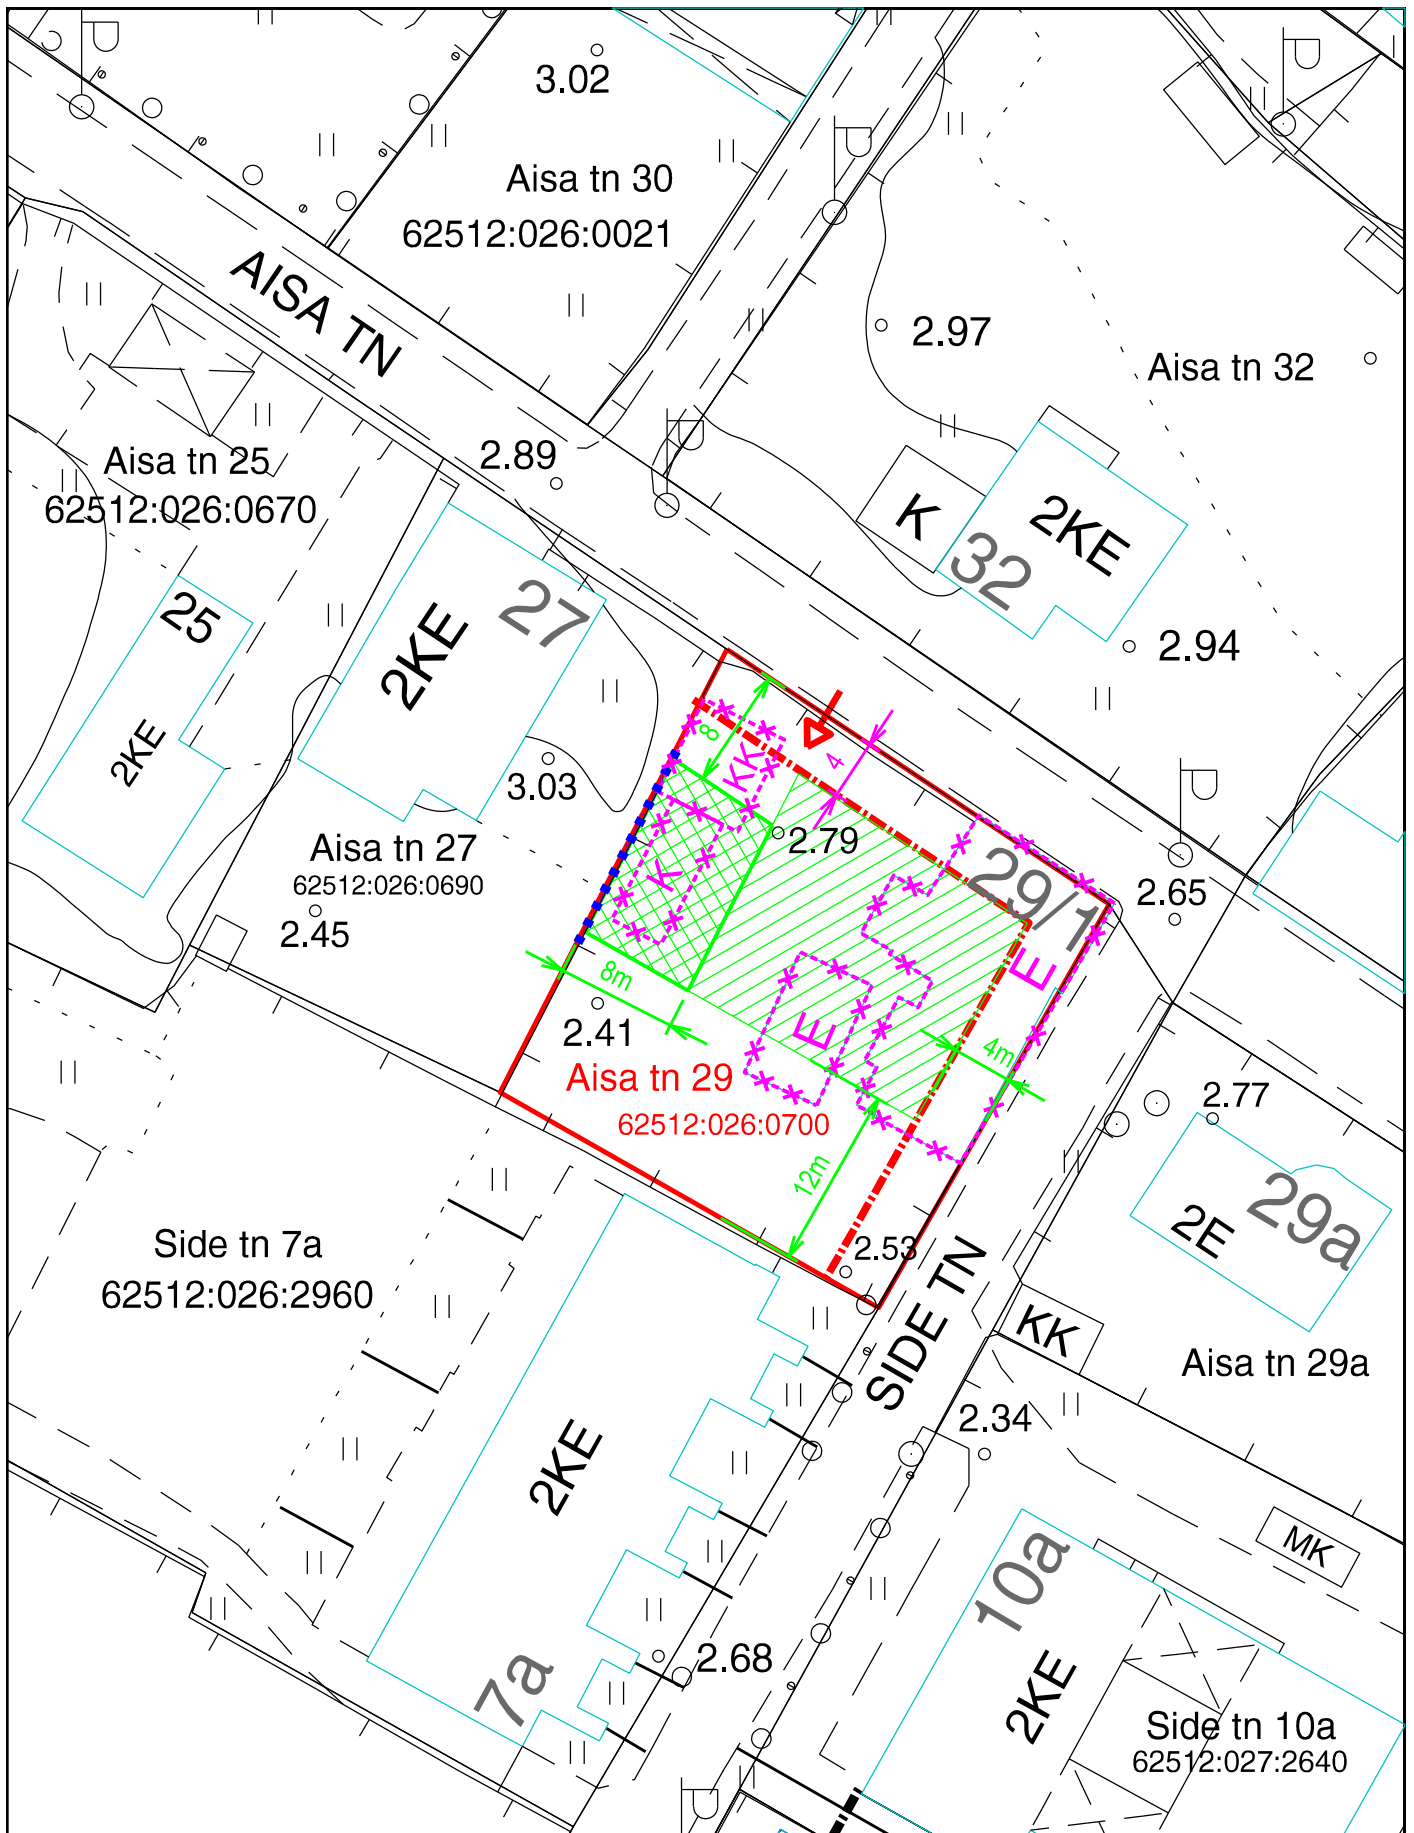 3.02
Aisa tn 30
62512:026:0021
AISA TN
2.97
Aisa tn 32
2.89
Aisa tn 25
62512:026:0670
K
32
2KE
25
2KE
27
2KE
2.94
8
KK
4
3.03
2.79
Aisa tn 27
62512:026:0690
2.45
K
29/1
2.65
E
8m
E
2.41
4m
Aisa tn 29
62512:026:0700
2.77
12m
29a
2E
Side tn 7a
62512:026:2960
2.53
SIDE TN
KK
Aisa tn 29a
2.34
2KE
MK
10a
2KE
7a
2.68
Side tn 10a
62512:027:2640